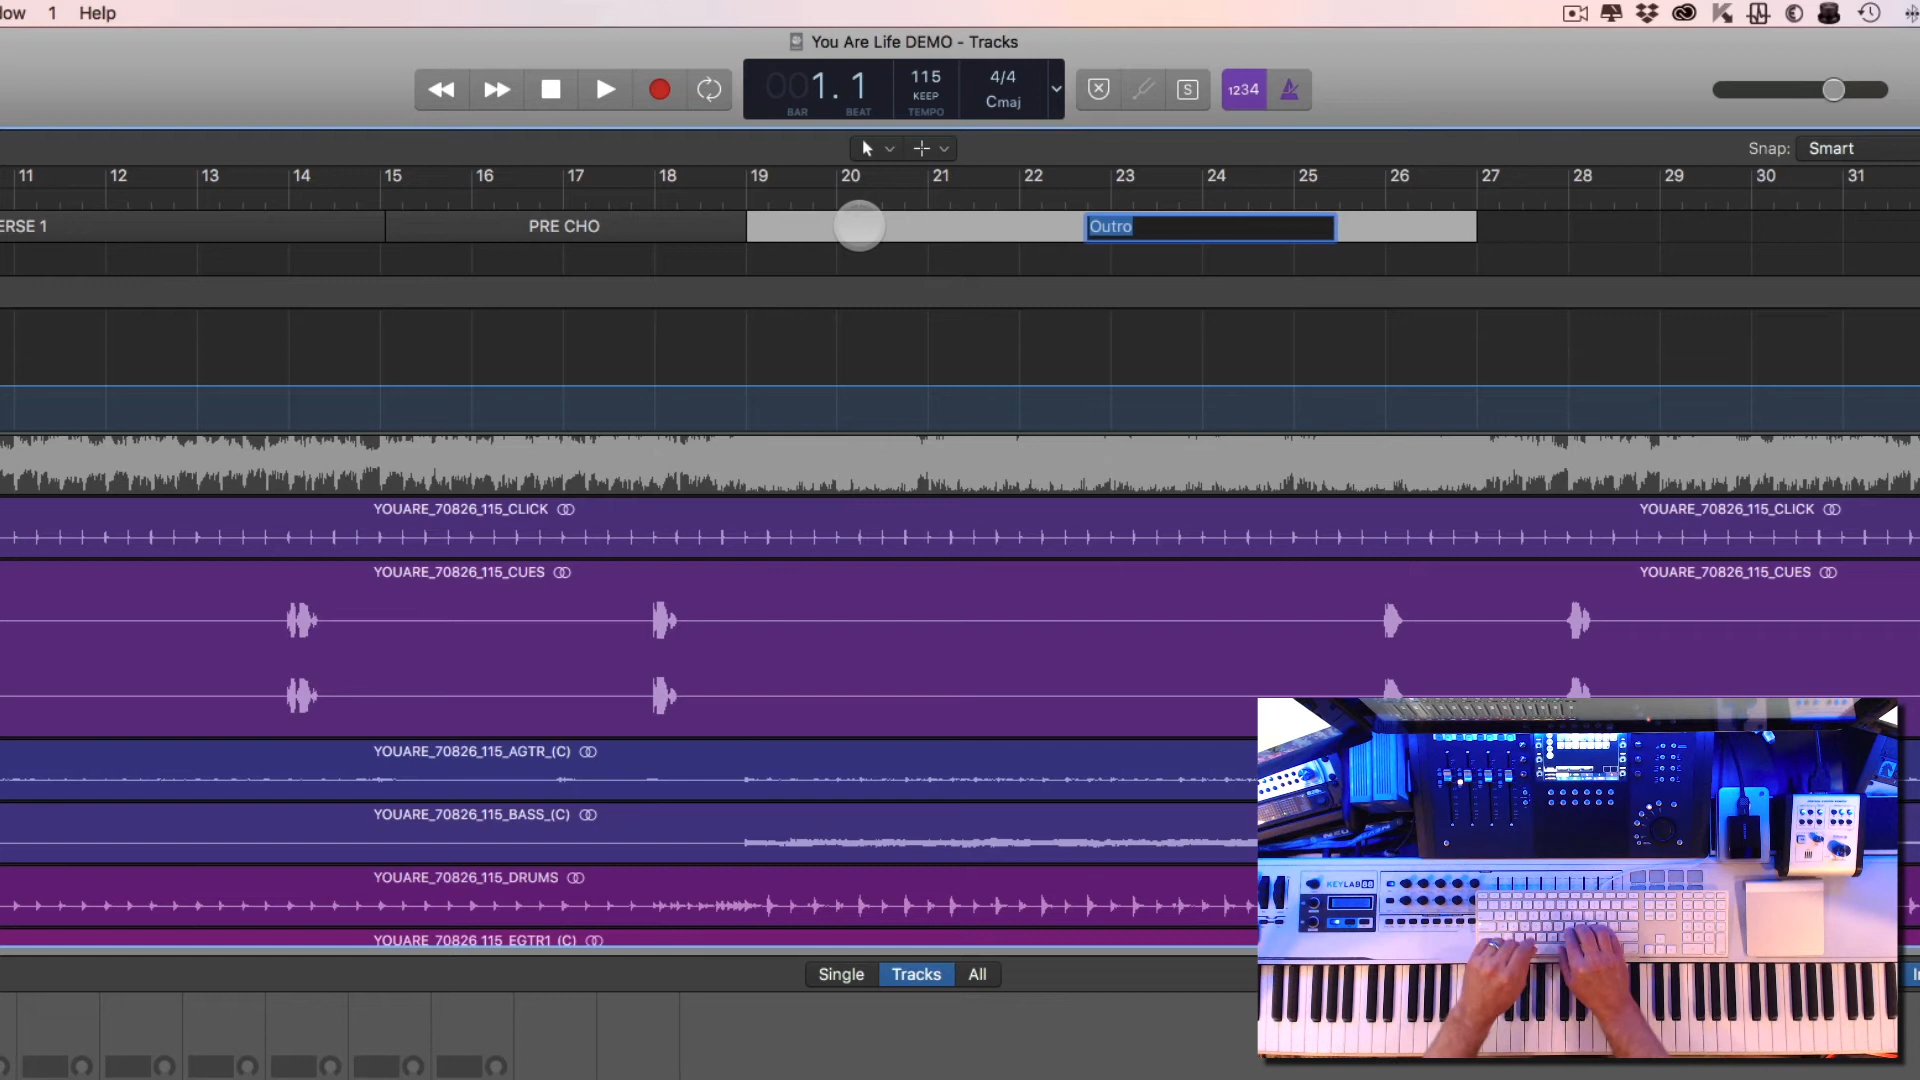 1 Help
You Are Life DEMO - Tracks
001. 1
BAR BEAT
115
KEEP
TEMPO
4/4
Cmaj
S
1234
Snap: Smart
11 12 13 14 15 16 17 18 19 20 21 22 23 24 25 26 27 28 29 30 31
ERSE 1
PRE CHO
Outro
YOUARE_70826_115_CLICK
YOUARE_70826_115_CLICK
YOUARE_70826_115_CUES
YOUARE_70826_115_CUES
YOUARE_70826_115_AGTR_(C)
YOUARE_70826_115_BASS_(C)
YOUARE_70826_115_DRUMS
YOUARE_70826_115_EGTR1_(C)
Single Tracks All
KEYLAB 88